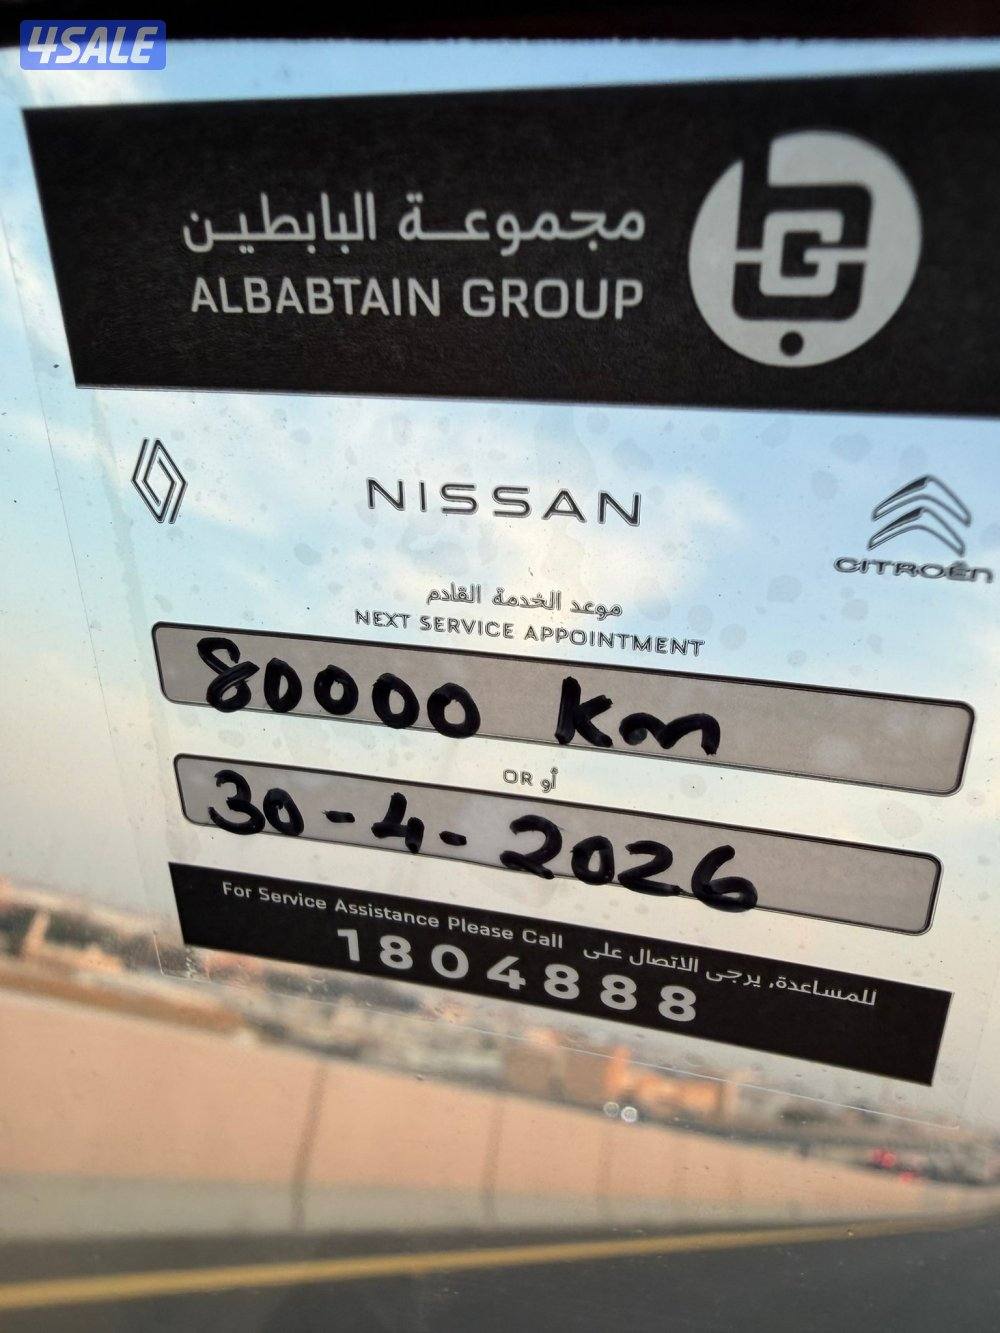 4SALE
مجموعة البابطين
ALBABTAIN GROUP
NISSAN
CITROËN
موعد الخدمة القادم
NEXT SERVICE APPOINTMENT
80000 km
OR أو
30-4-2026
For Service Assistance Please Call للمساعدة, يرجى الاتصال على
1804888